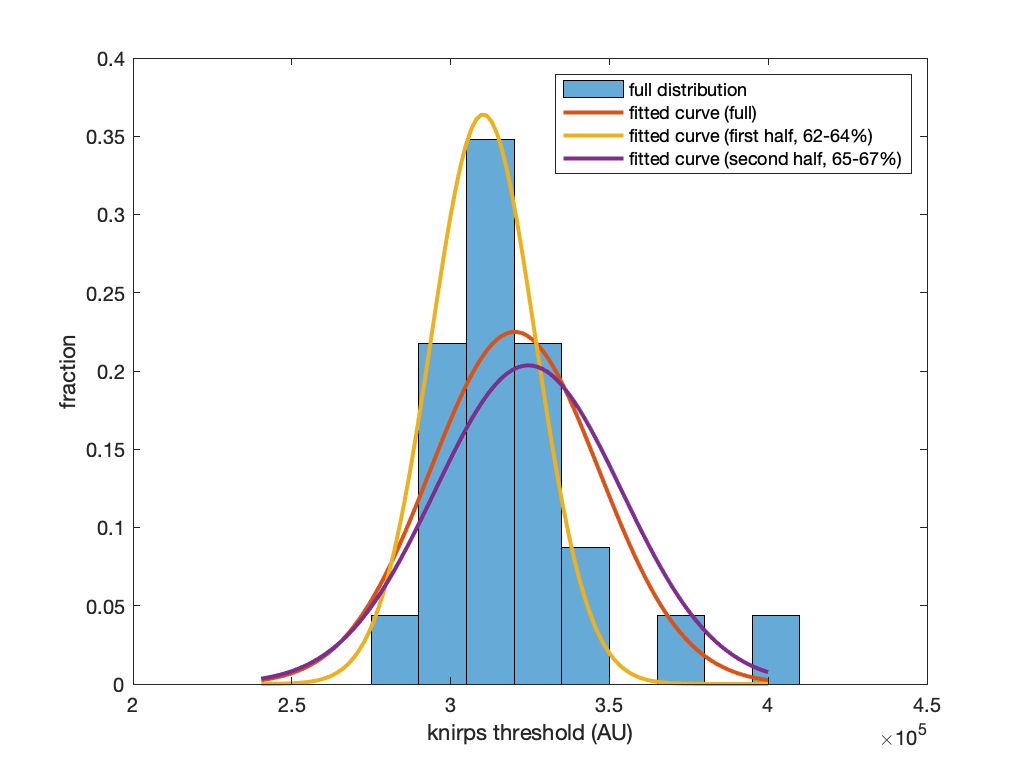 full distribution
fitted curve (full)
fitted curve (first half, 62-64%)
fitted curve (second half, 65-67%)
0.4
0.35
0.3
0.25
0.2
0.15
0.1
0.05
0
fraction
2
2.5
3
3.5
4
4.5
knirps threshold (AU)
×10⁵